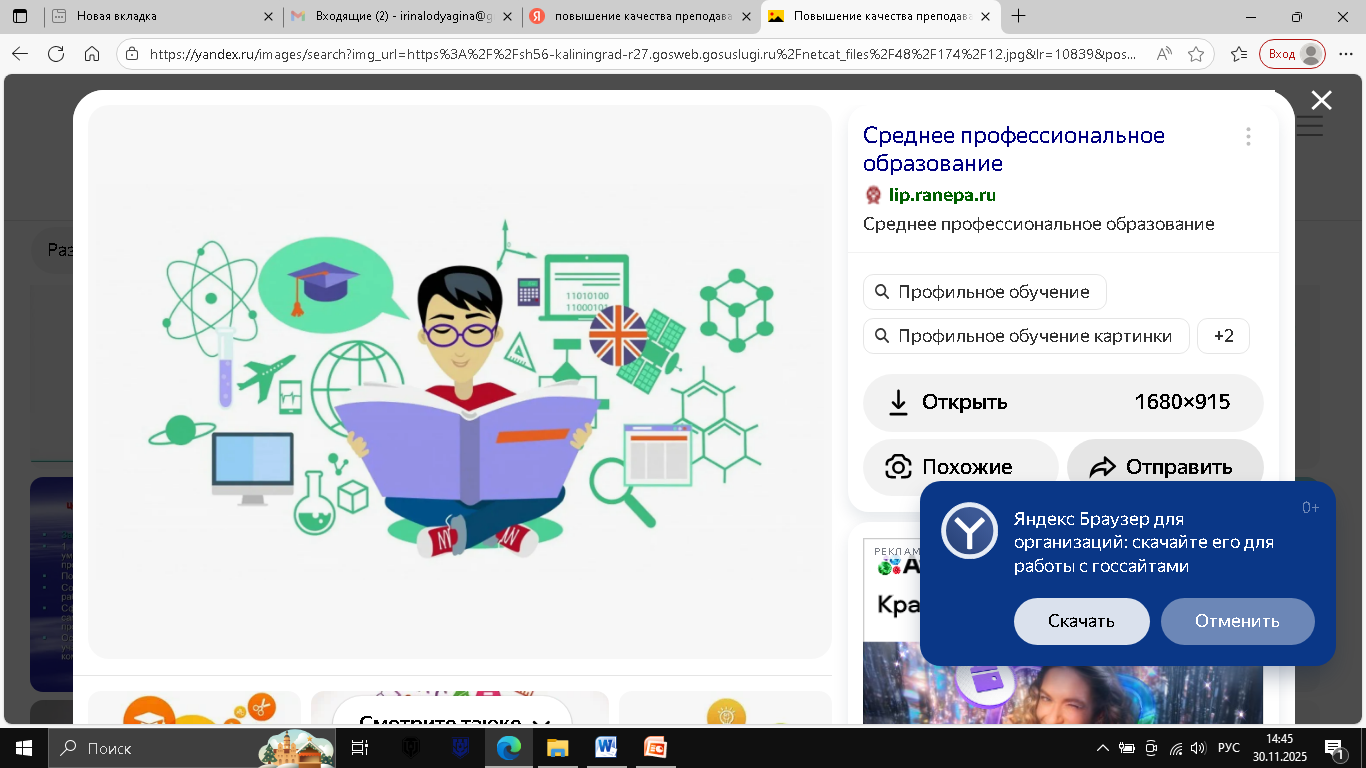 Новая вкладка
Входящие (2) - irinalodyagina@g
повышение качества преподава
Повышение качества преподава
https://yandex.ru/images/search?img_url=https%3A%2F%2Fsh56-kaliningrad-r27.gosweb.gosuslugi.ru%2Fnetcat_files%2F48%2F174%2F12.jpg&lr=10839&pos...
Вход
Раз
11010100
11000101
Среднее профессиональное
образование
lip.ranepa.ru
Среднее профессиональное образование
Профильное обучение
Профильное обучение картинки
+2
Открыть 1680×915
Похожие
Отправить
РЕКЛАМ
Кра
0+
Яндекс Браузер для
организаций: скачайте его для
работы с госсайтами
Скачать
Отменить
Смотрите также
Поиск
РУС
14:45
30.11.2025
1